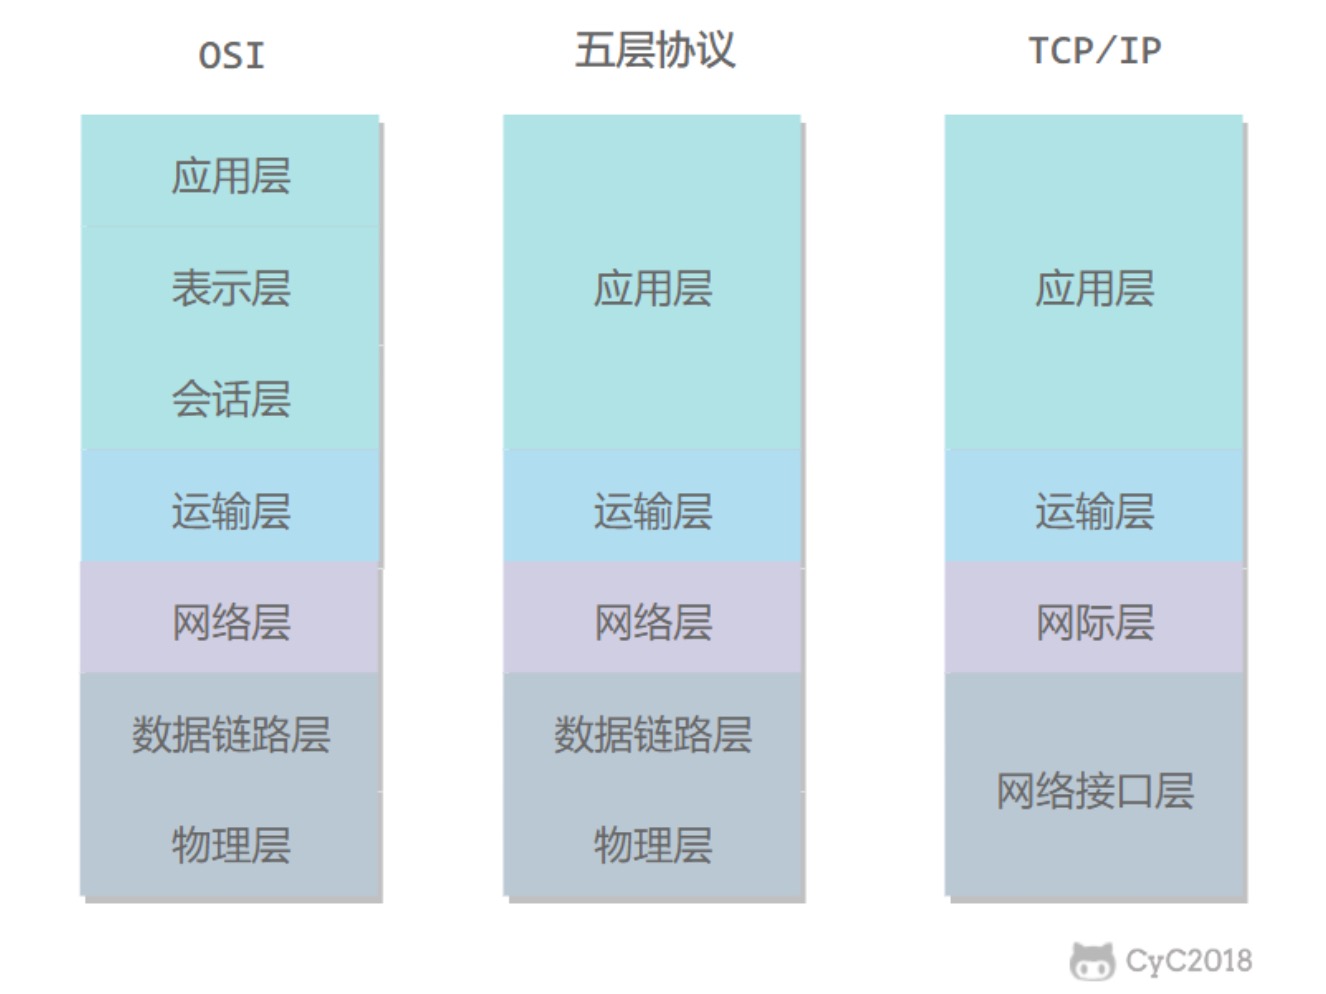 OSI
五层协议
TCP/IP
应用层
表示层
会话层
运输层
网络层
数据链路层
物理层
应用层
运输层
网络层
数据链路层
物理层
应用层
运输层
网际层
网络接口层
CyC2018